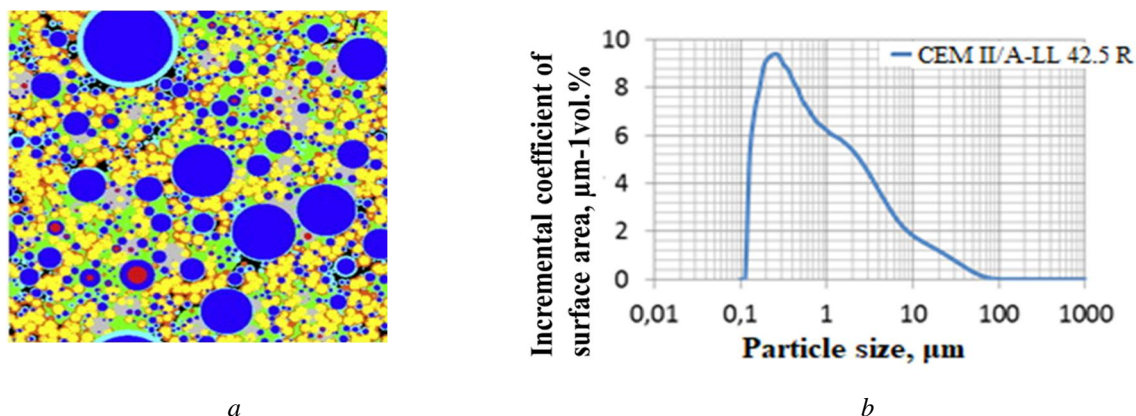 Incremental coefficient of
surface area, µm-1vol.%
10
8
6
4
2
0
CEM II/A-LL 42.5 R
0,01 0,1 1 10 100 1000
Particle size, µm
a b